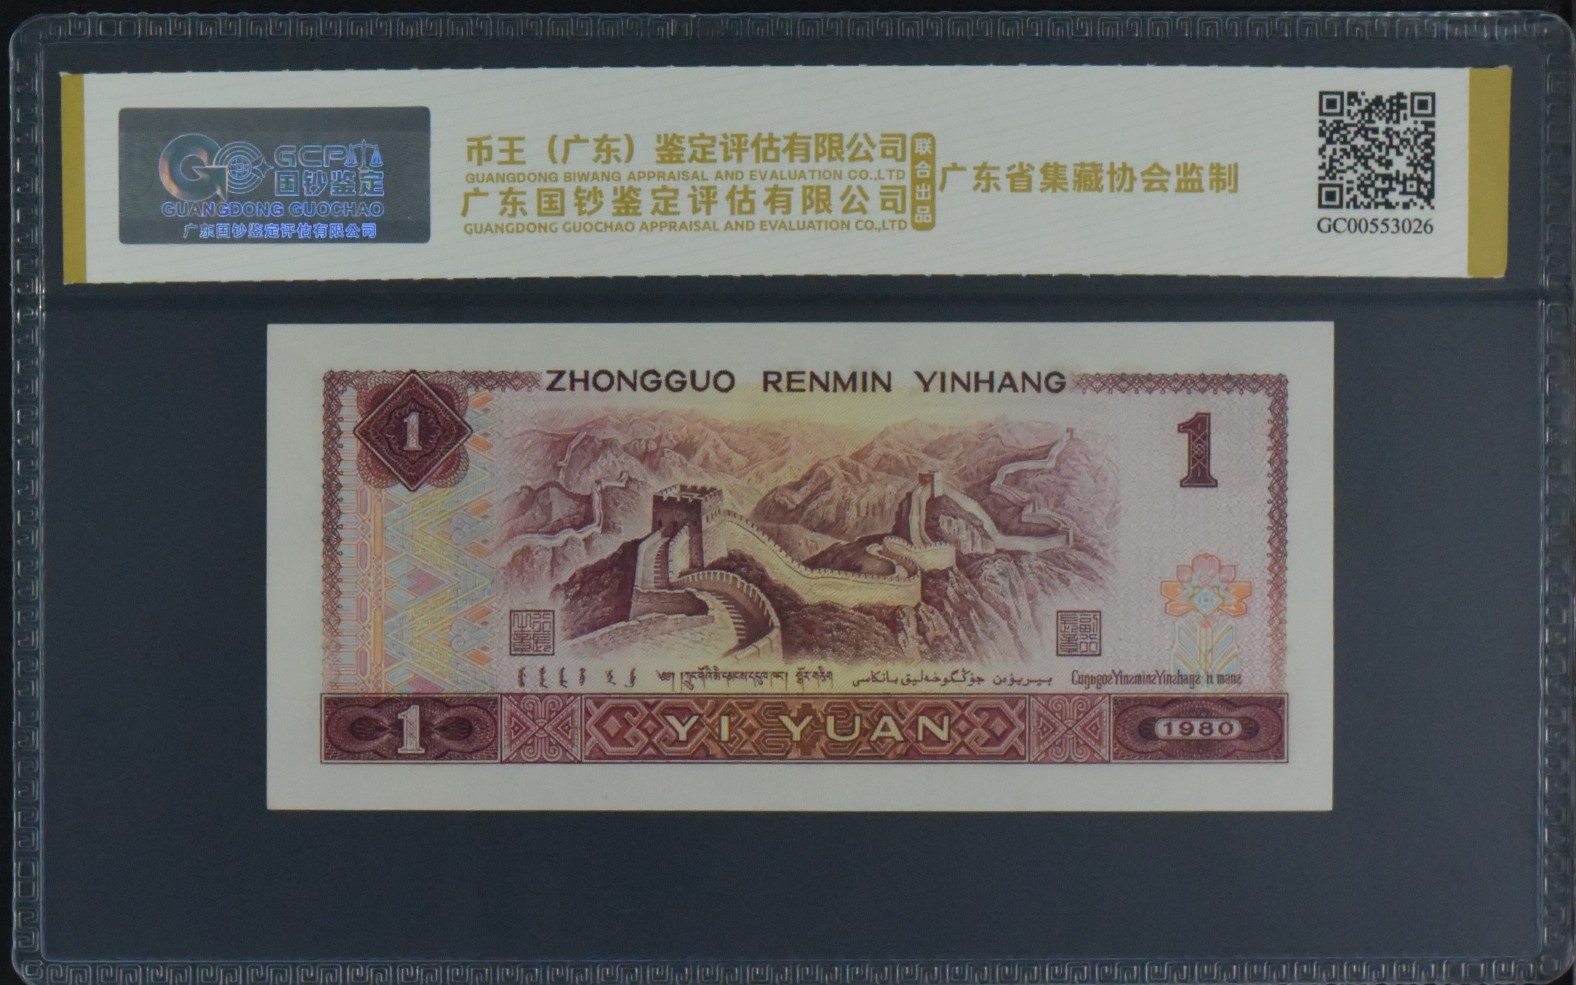 GCP
国钞鉴定
GUANGDONG GUOCHAO
广东国钞鉴定评估有限公司
币王（广东）鉴定评估有限公司
GUANGDONG BIWANG APPRAISAL AND EVALUATION CO.,LTD
广东国钞鉴定评估有限公司
GUANGDONG GUOCHAO APPRAISAL AND EVALUATION CO.,LTD
联合出品
广东省集藏协会监制
GC00553026
ZHONGGUO RENMIN YINHANG
1
1
جۇڭگوخەلىق بانكاسى بىريۈەن
1
YI YUAN
1980